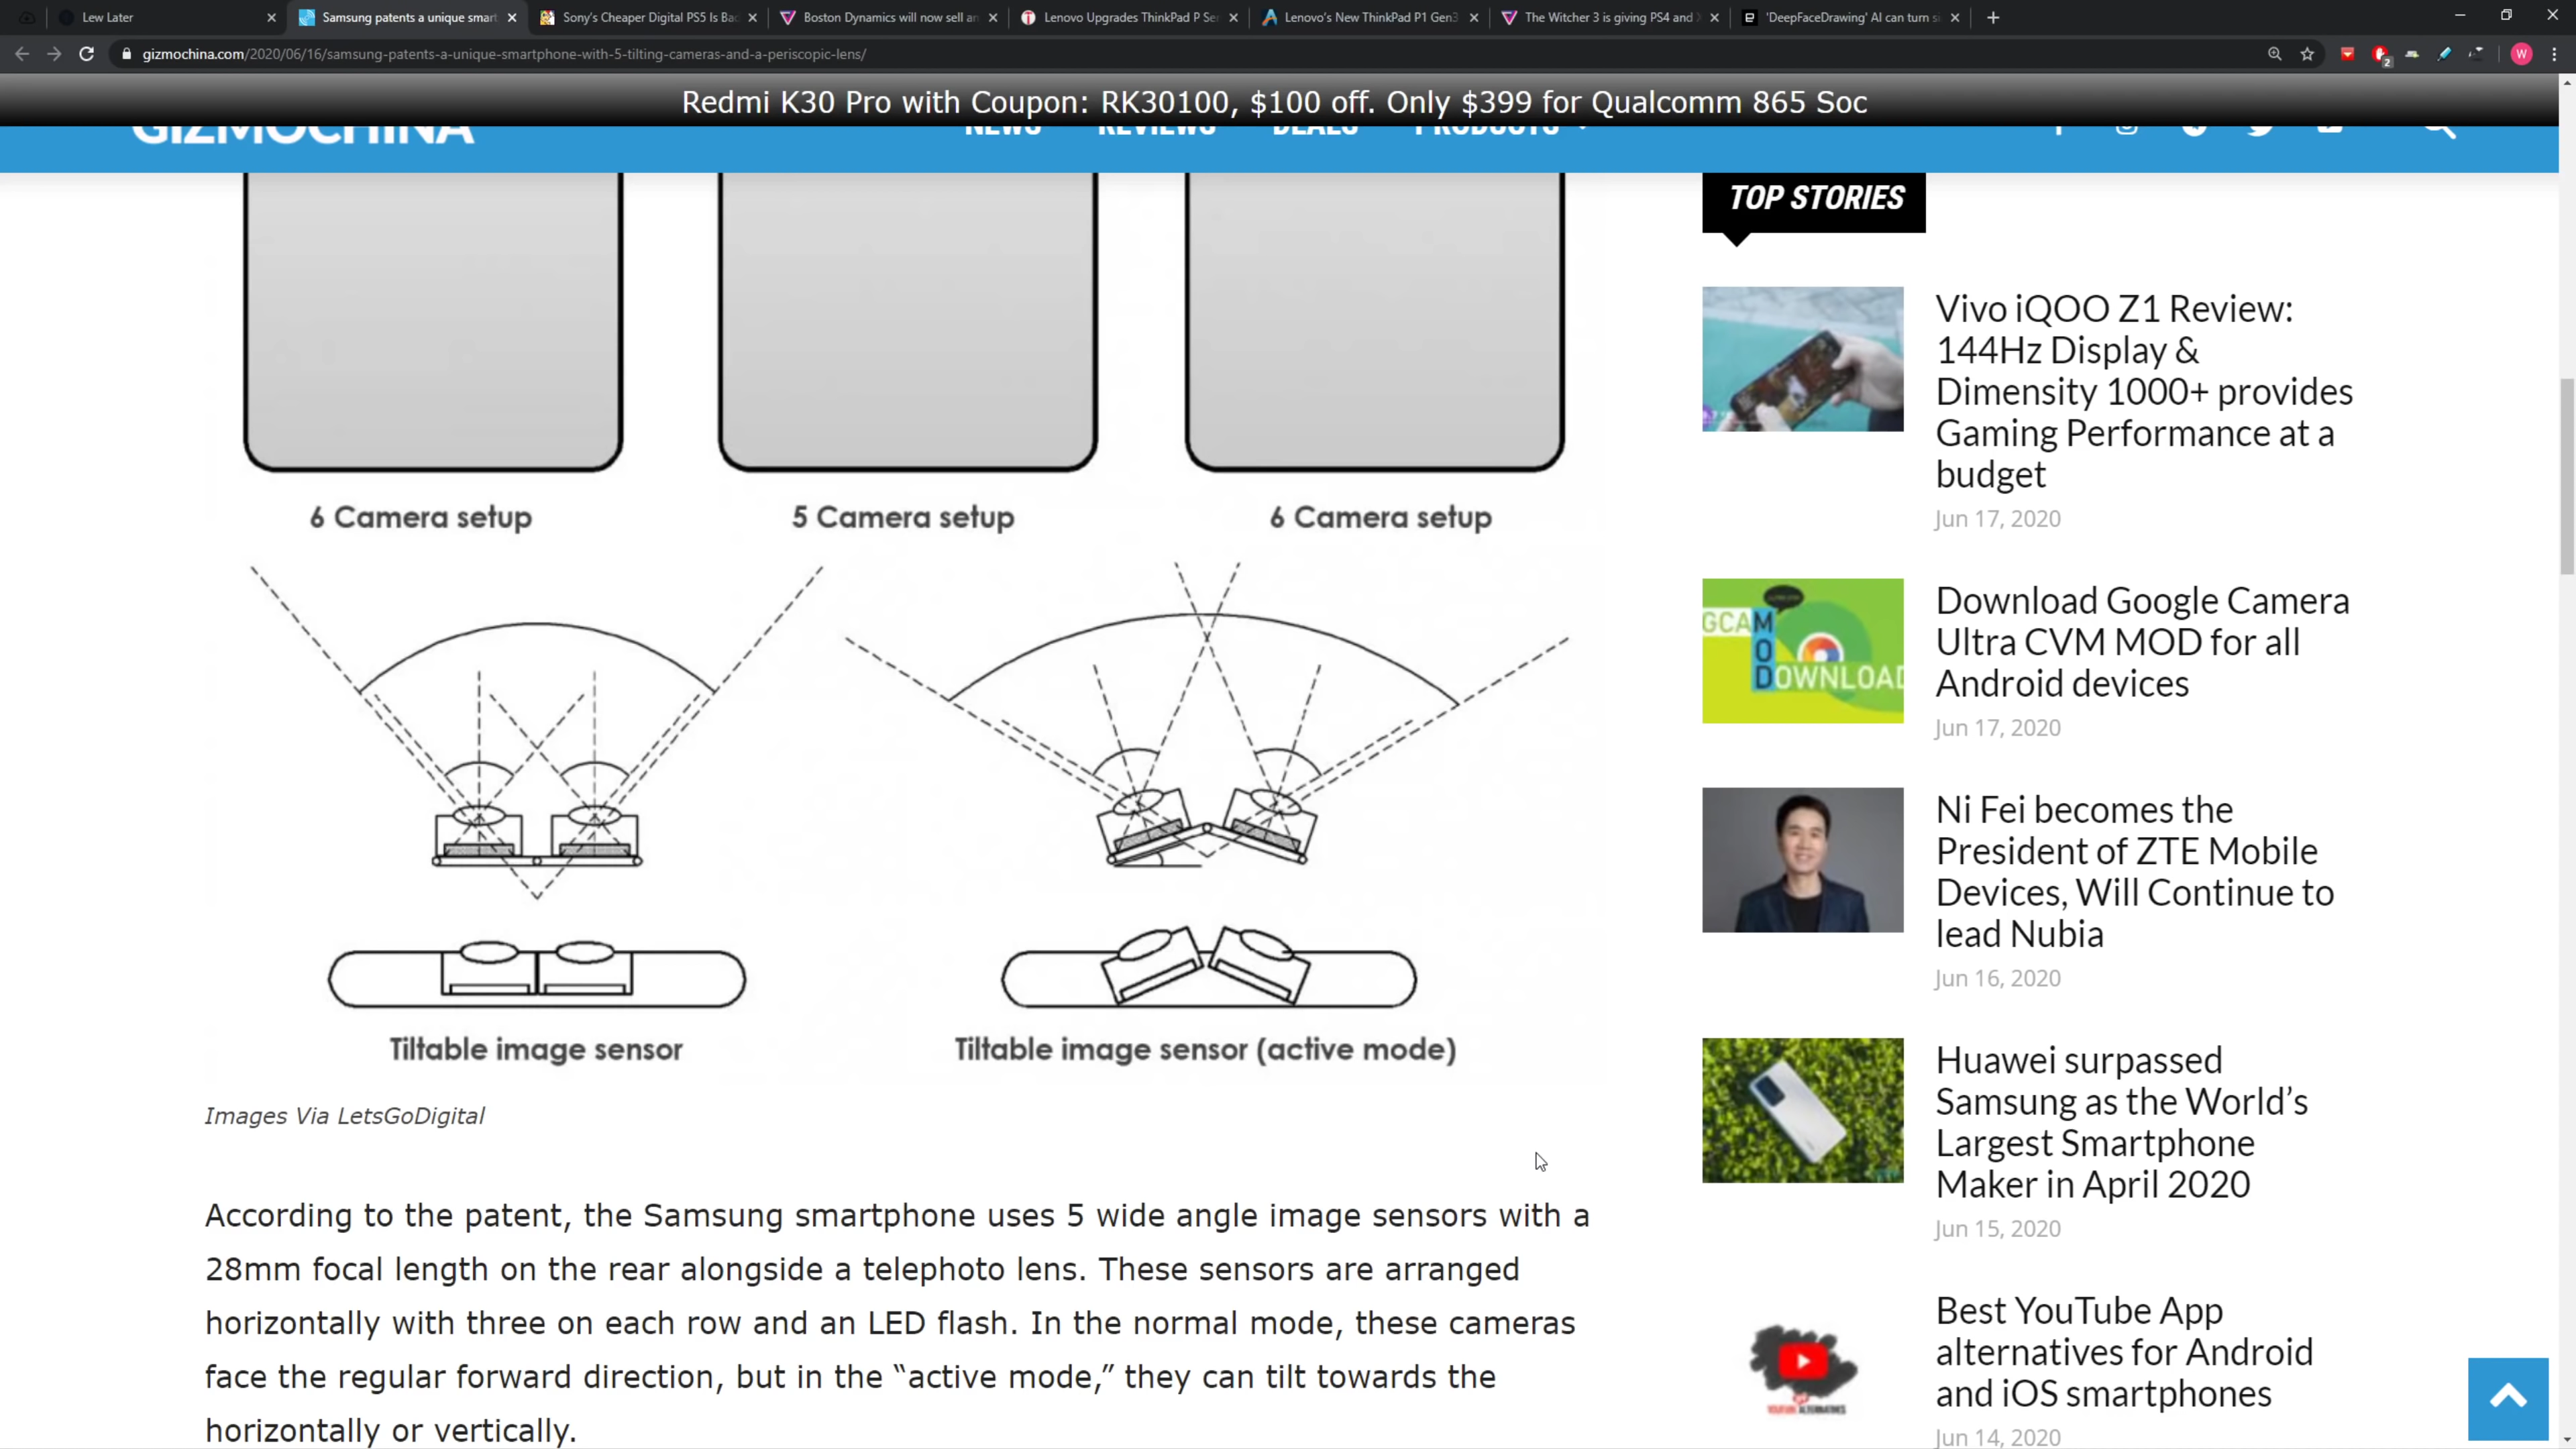 Lew Later
Samsung patents a unique smart
Sony's Cheaper Digital PS5 Is Ba
Boston Dynamics will now sell an
Lenovo Upgrades ThinkPad P Se
Lenovo's New ThinkPad P1 Gen3
The Witcher 3 is giving PS4 and
'DeepFaceDrawing' AI can turn s
gizmochina.com/2020/06/16/samsung-patents-a-unique-smartphone-with-5-tilting-cameras-and-a-periscopic-lens/
2
W
Redmi K30 Pro with Coupon: RK30100, $100 off. Only $399 for Qualcomm 865 Soc
GIZMOCHINA
NEWS REVIEWS DEALS PRODUCTS
6 Camera setup
5 Camera setup
6 Camera setup
Tiltable image sensor
Tiltable image sensor (active mode)
Images Via LetsGoDigital
According to the patent, the Samsung smartphone uses 5 wide angle image sensors with a
28mm focal length on the rear alongside a telephoto lens. These sensors are arranged
horizontally with three on each row and an LED flash. In the normal mode, these cameras
face the regular forward direction, but in the “active mode,” they can tilt towards the
horizontally or vertically.
TOP STORIES
Vivo iQOO Z1 Review:
144Hz Display &
Dimensity 1000+ provides
Gaming Performance at a
budget
Jun 17, 2020
GCAM
MOD
DOWNLOAD
Download Google Camera
Ultra CVM MOD for all
Android devices
Jun 17, 2020
Ni Fei becomes the
President of ZTE Mobile
Devices, Will Continue to
lead Nubia
Jun 16, 2020
Huawei surpassed
Samsung as the World’s
Largest Smartphone
Maker in April 2020
Jun 15, 2020
Best YouTube App
alternatives for Android
and iOS smartphones
Jun 14, 2020